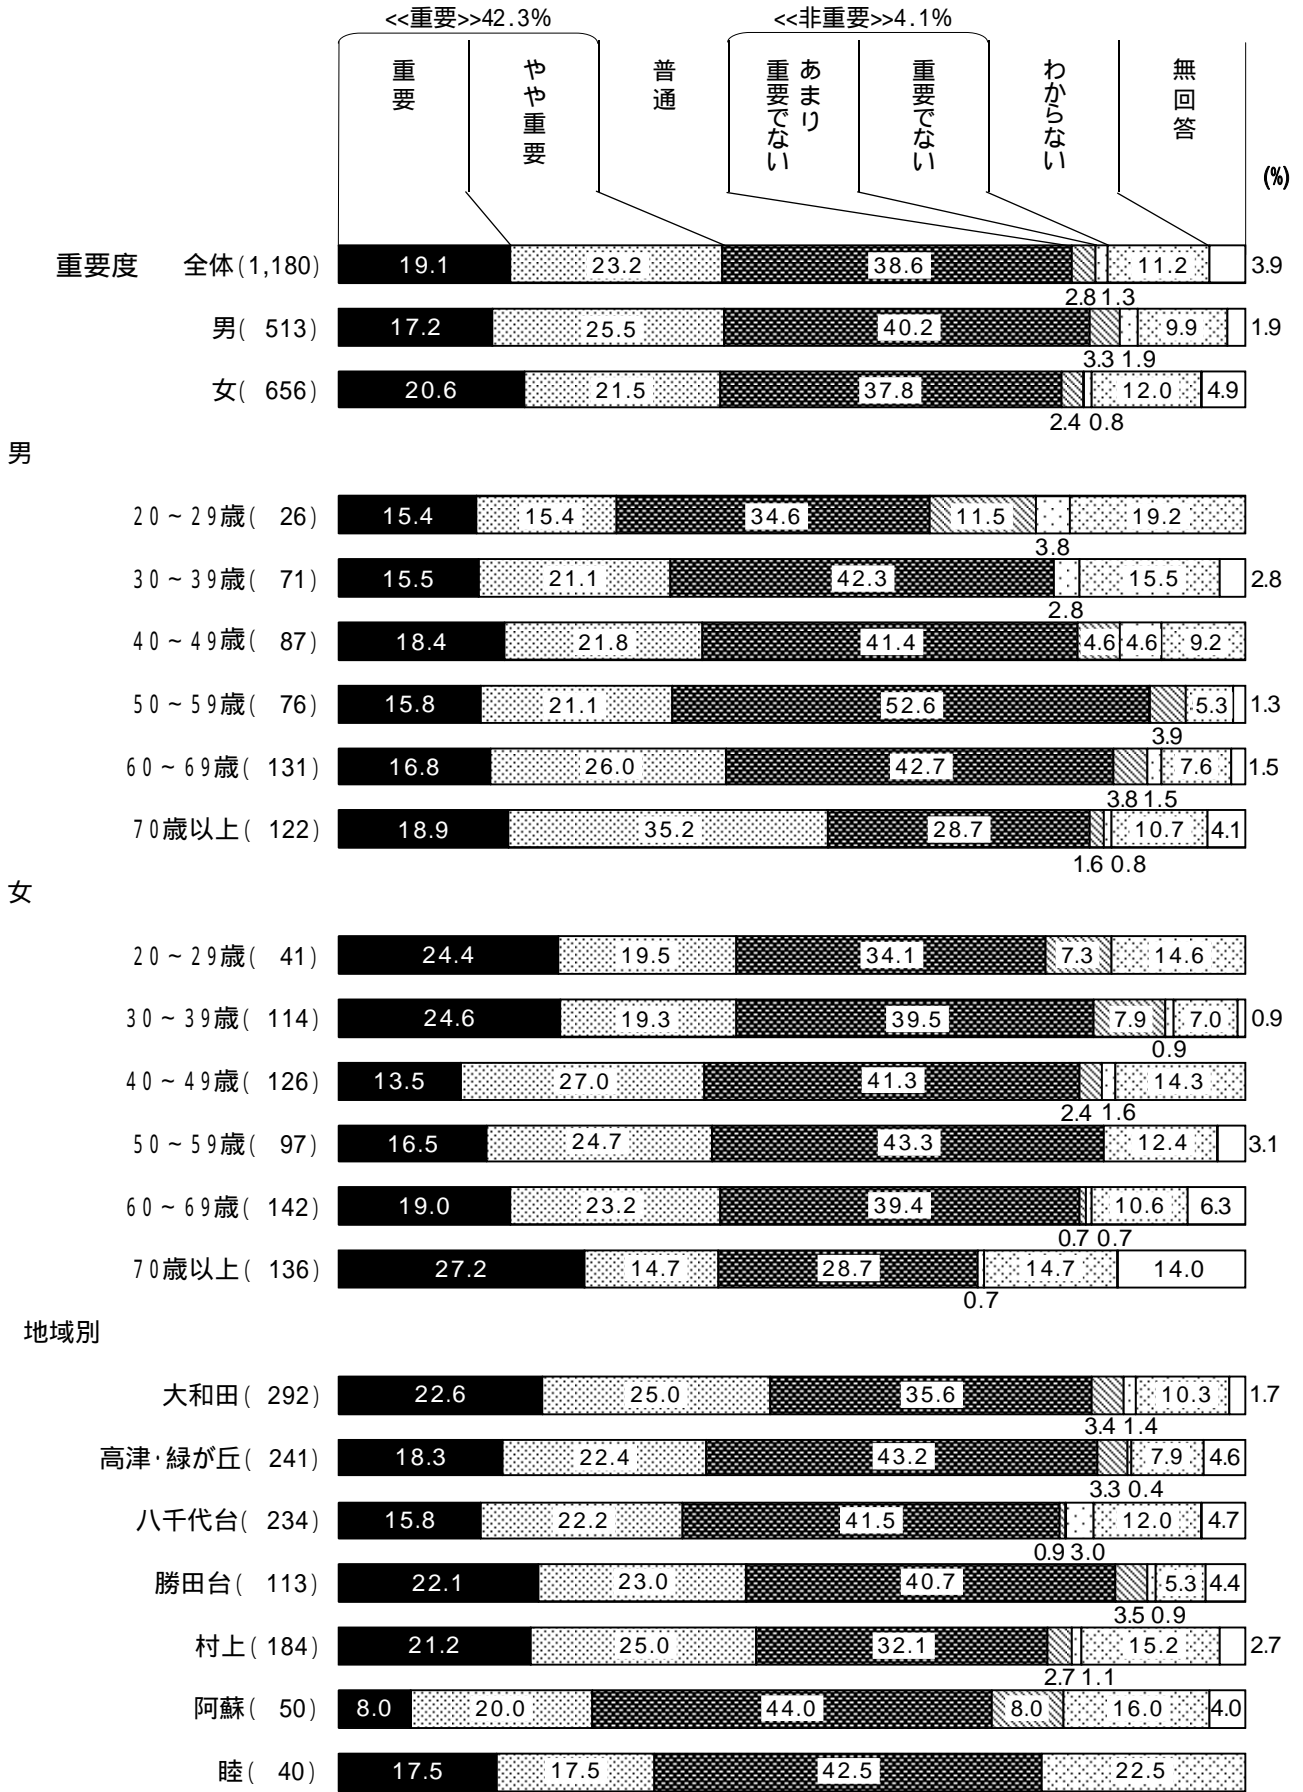 <<重要>>42.3% <<非重要>>4.1%
重要 やや重要 普通 あまり重要でない 重要でない わからない 無回答
(%)
重要度 全体(1,180) 19.1 23.2 38.6 11.2 3.9
2.8 1.3
男( 513) 17.2 25.5 40.2 9.9 1.9
3.3 1.9
女( 656) 20.6 21.5 37.8 12.0 4.9
2.4 0.8
男
20~29歳( 26) 15.4 15.4 34.6 11.5 19.2
3.8
30~39歳( 71) 15.5 21.1 42.3 15.5 2.8
2.8
40~49歳( 87) 18.4 21.8 41.4 4.6 4.6 9.2
50~59歳( 76) 15.8 21.1 52.6 5.3 1.3
3.9
60~69歳( 131) 16.8 26.0 42.7 7.6 1.5
3.8 1.5
70歳以上( 122) 18.9 35.2 28.7 10.7 4.1
1.6 0.8
女
20~29歳( 41) 24.4 19.5 34.1 7.3 14.6
30~39歳( 114) 24.6 19.3 39.5 7.9 7.0 0.9
0.9
40~49歳( 126) 13.5 27.0 41.3 14.3
2.4 1.6
50~59歳( 97) 16.5 24.7 43.3 12.4 3.1
60~69歳( 142) 19.0 23.2 39.4 10.6 6.3
0.7 0.7
70歳以上( 136) 27.2 14.7 28.7 14.7 14.0
0.7
地域別
大和田( 292) 22.6 25.0 35.6 10.3 1.7
3.4 1.4
高津・緑が丘( 241) 18.3 22.4 43.2 7.9 4.6
3.3 0.4
八千代台( 234) 15.8 22.2 41.5 12.0 4.7
0.9 3.0
勝田台( 113) 22.1 23.0 40.7 5.3 4.4
3.5 0.9
村上( 184) 21.2 25.0 32.1 15.2 2.7
2.7 1.1
阿蘇( 50) 8.0 20.0 44.0 8.0 16.0 4.0
睦( 40) 17.5 17.5 42.5 22.5